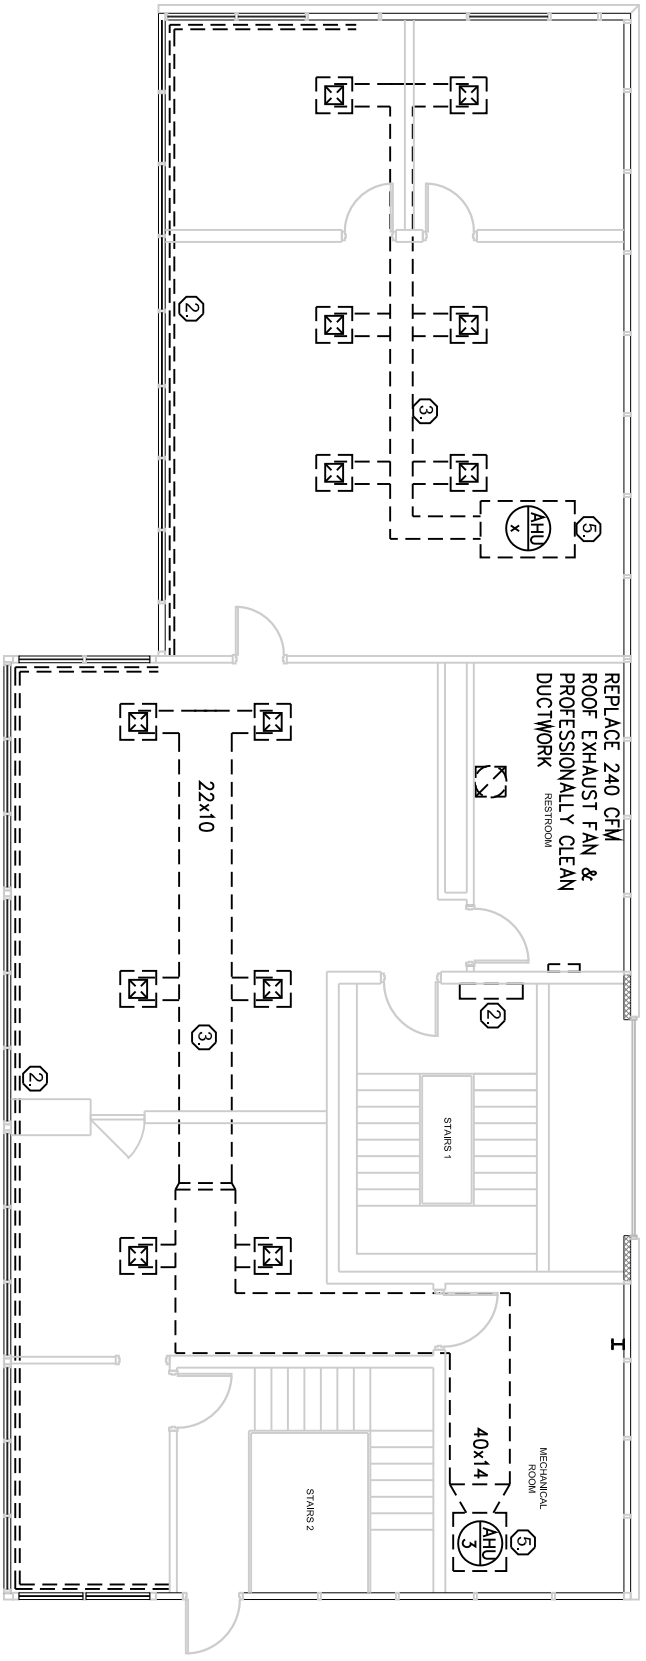 REPLACE 240 CFM
ROOF EXHAUST FAN &
PROFESSIONALLY CLEAN
DUCTWORK
RESTROOM
2.
3.
AHU
x
5.
22x10
3.
2.
2.
STAIRS 1
STAIRS 2
40x14
MECHANICAL
ROOM
AHU
3
5.